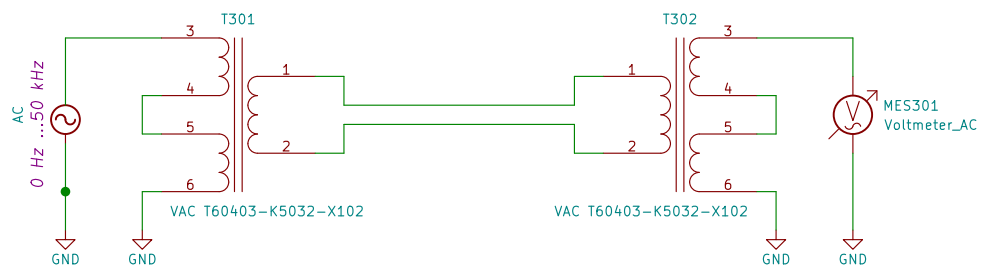 T301
T302
3
3
1
1
AC
0 Hz ...50 kHz
4
4
MES301
Voltmeter_AC
5
5
2
2
6
6
VAC T60403-K5032-X102
VAC T60403-K5032-X102
GND
GND
GND
GND
V